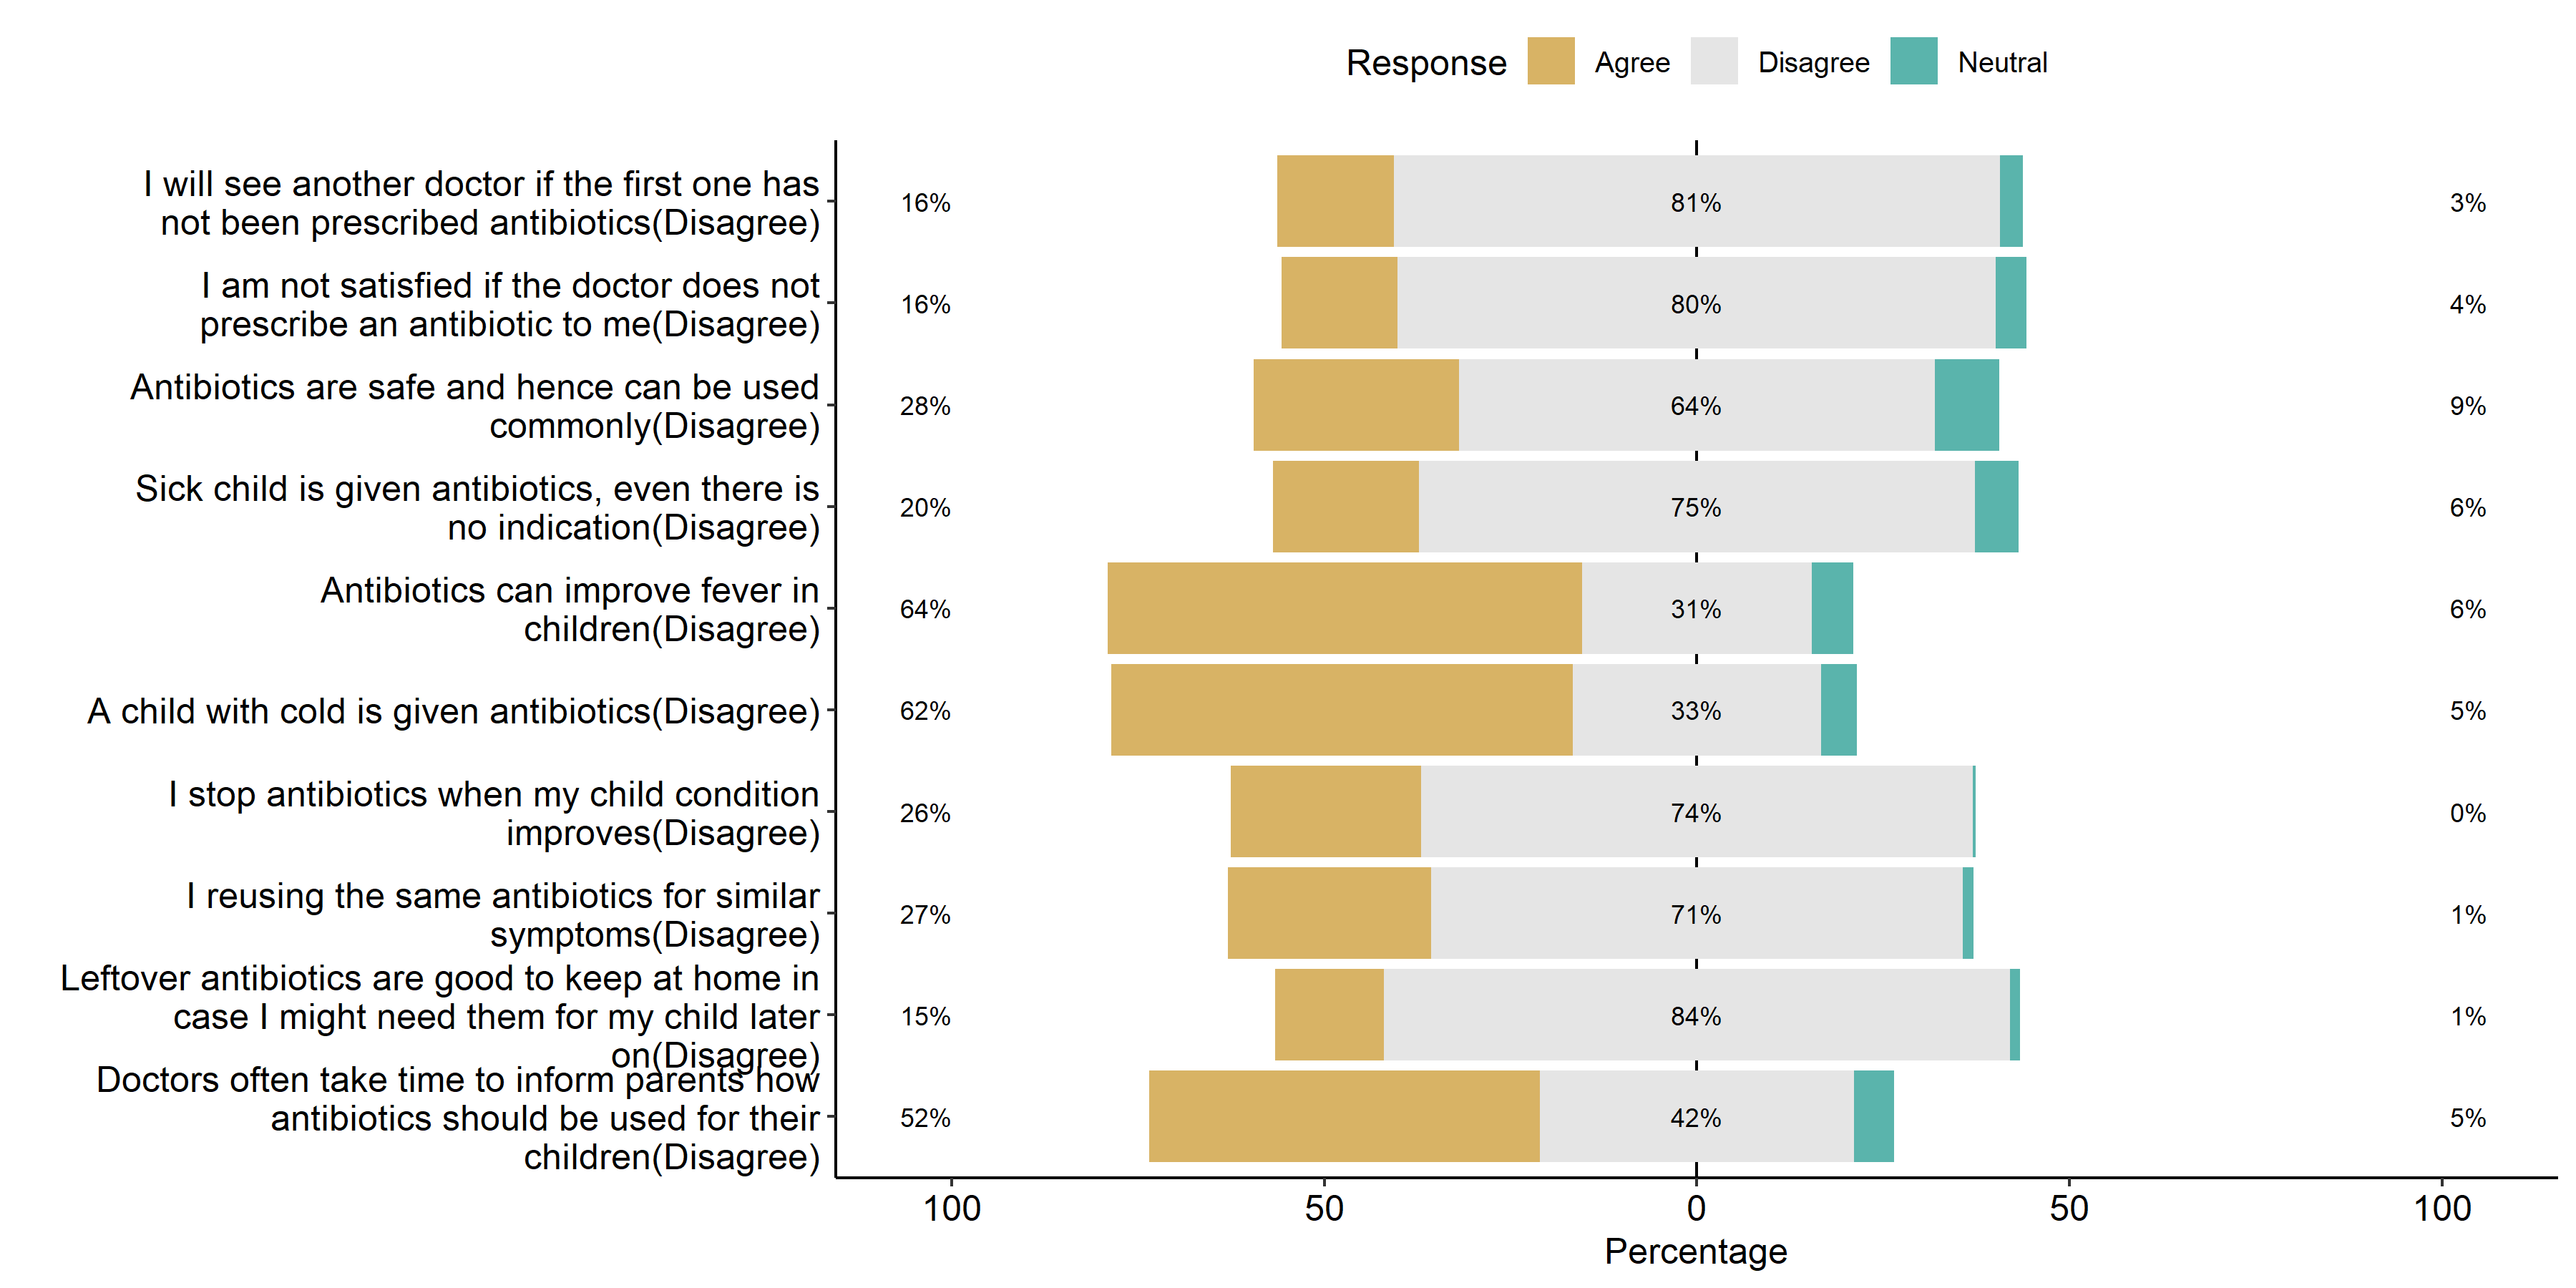 Response Agree Disagree Neutral
I will see another doctor if the first one has
not been prescribed antibiotics(Disagree)
16% 81% 3%
I am not satisfied if the doctor does not
prescribe an antibiotic to me(Disagree)
16% 80% 4%
Antibiotics are safe and hence can be used
commonly(Disagree)
28% 64% 9%
Sick child is given antibiotics, even there is
no indication(Disagree)
20% 75% 6%
Antibiotics can improve fever in
children(Disagree)
64% 31% 6%
A child with cold is given antibiotics(Disagree)
62% 33% 5%
I stop antibiotics when my child condition
improves(Disagree)
26% 74% 0%
I reusing the same antibiotics for similar
symptoms(Disagree)
27% 71% 1%
Leftover antibiotics are good to keep at home in
case I might need them for my child later
on(Disagree)
15% 84% 1%
Doctors often take time to inform parents how
antibiotics should be used for their
children(Disagree)
52% 42% 5%
100 50 0 50 100
Percentage